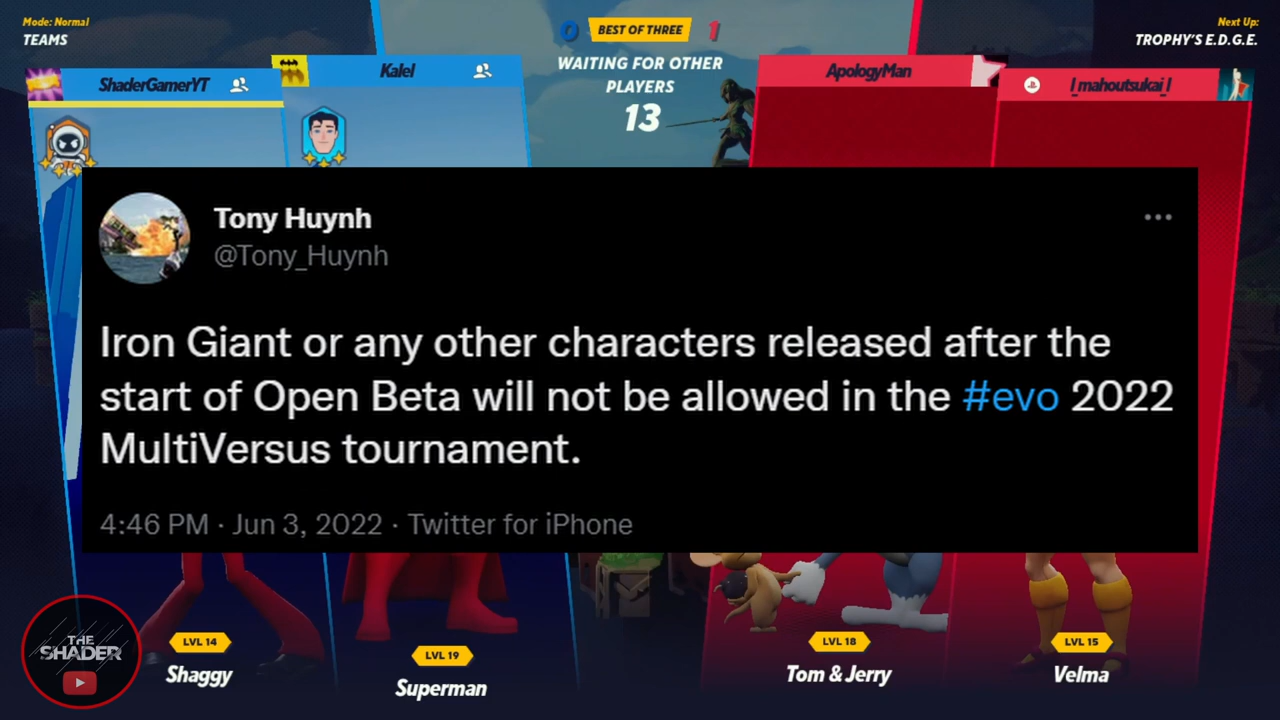 Mode: Normal
TEAMS
0 BEST OF THREE 1
Next Up:
TROPHY'S E.D.G.E.
WAITING FOR OTHER
PLAYERS
13
ShaderGamerYT
Kalel
ApologyMan
I_mahoutsukai_I
Tony Huynh
@Tony_Huynh
Iron Giant or any other characters released after the
start of Open Beta will not be allowed in the #evo 2022
MultiVersus tournament.
4:46 PM · Jun 3, 2022 · Twitter for iPhone
THE
SHADER
LVL 14
Shaggy
LVL 19
Superman
LVL 18
Tom & Jerry
LVL 15
Velma